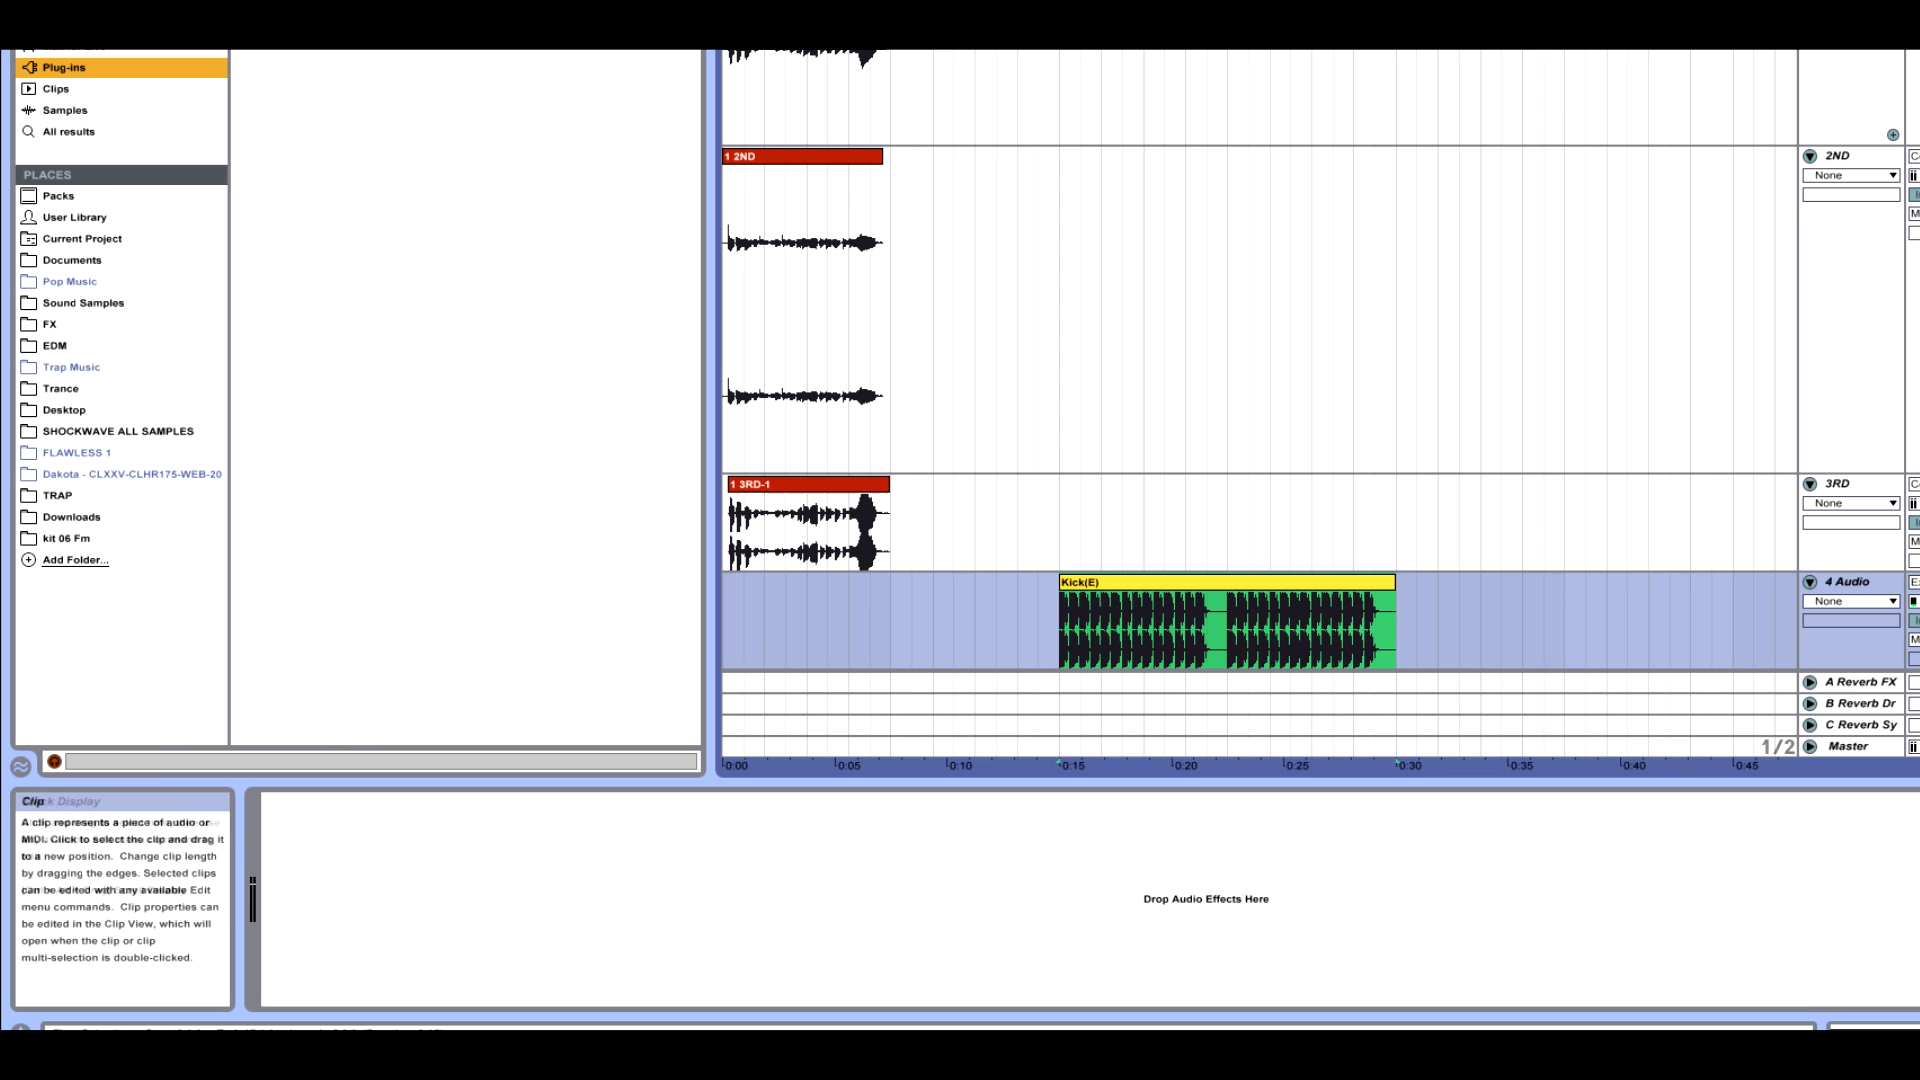 Plug-ins
Clips
Samples
All results
PLACES
Packs
User Library
Current Project
Documents
Pop Music
Sound Samples
FX
EDM
Trap Music
Trance
Desktop
SHOCKWAVE ALL SAMPLES
FLAWLESS 1
Dakota - CLXXV-CLHR175-WEB-20
TRAP
Downloads
kit 06 Fm
Add Folder...
1 2ND
2ND
None
1 3RD-1
3RD
None
Kick(E)
4 Audio
None
A Reverb FX
B Reverb Dr
C Reverb Sy
1/2
Master
0:00 0:05 0:10 0:15 0:20 0:25 0:30 0:35 0:40 0:45
Clip
Display
A clip represents a piece of audio or
MIDI. Click to select the clip and drag it
to a new position. Change clip length
by dragging the edges. Selected clips
can be edited with any available Edit
menu commands. Clip properties can
be edited in the Clip View, which will
open when the clip or clip
multi-selection is double-clicked.
Drop Audio Effects Here